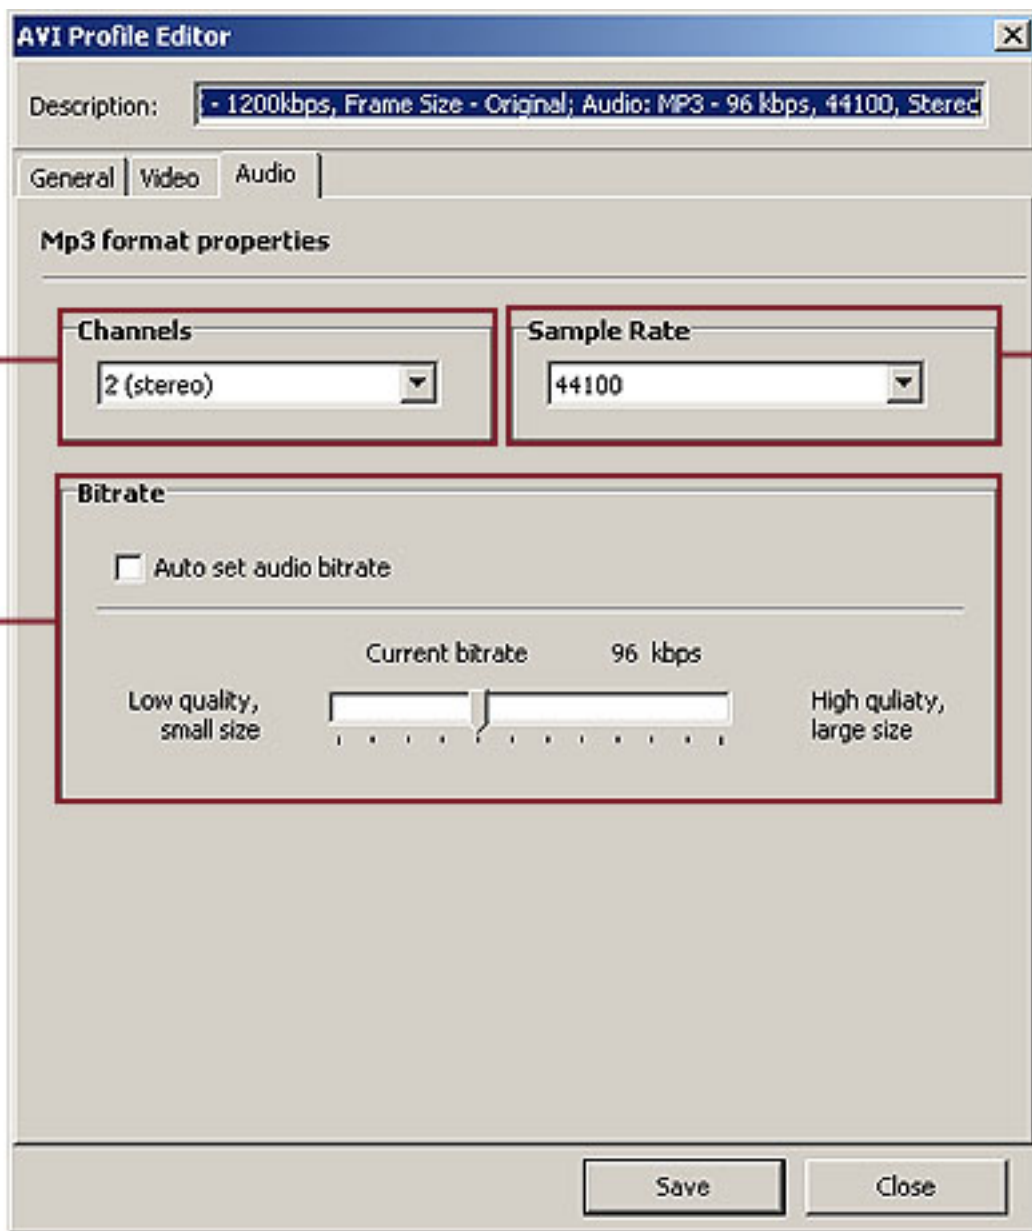 AVI Profile Editor
Description: - 1200kbps, Frame Size - Original; Audio: MP3 - 96 kbps, 44100, Stereo
General Video Audio
Mp3 format properties
Channels
2 (stereo)
Sample Rate
44100
Bitrate
Auto set audio bitrate
Current bitrate 96 kbps
Low quality,
small size
High guliaty,
large size
Save Close